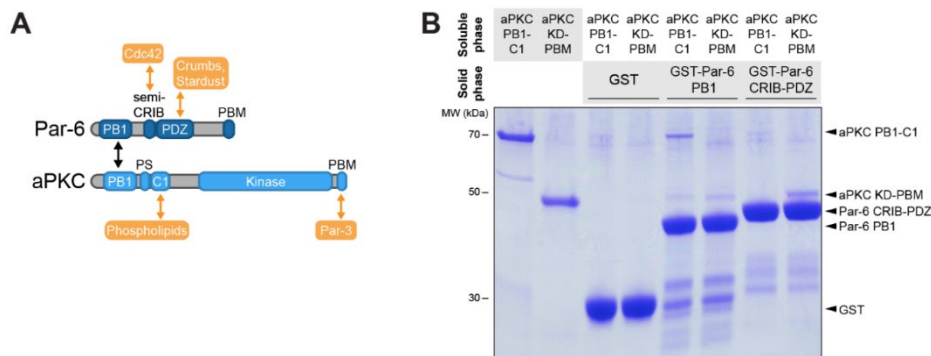 A
Cdc42
Crumbs,
Stardust
semi-
CRIB
PBM
Par-6
PB1
PDZ
PS
PBM
aPKC
PB1
C1
Kinase
Phospholipids
Par-3
B
Soluble
phase
aPKC PB1-C1
aPKC KD-PBM
aPKC PB1-C1
aPKC KD-PBM
aPKC PB1-C1
aPKC KD-PBM
aPKC PB1-C1
aPKC KD-PBM
Solid
phase
GST
GST-Par-6
PB1
GST-Par-6
CRIB-PDZ
MW (kDa)
70
50
30
aPKC PB1-C1
aPKC KD-PBM
Par-6 CRIB-PDZ
Par-6 PB1
GST